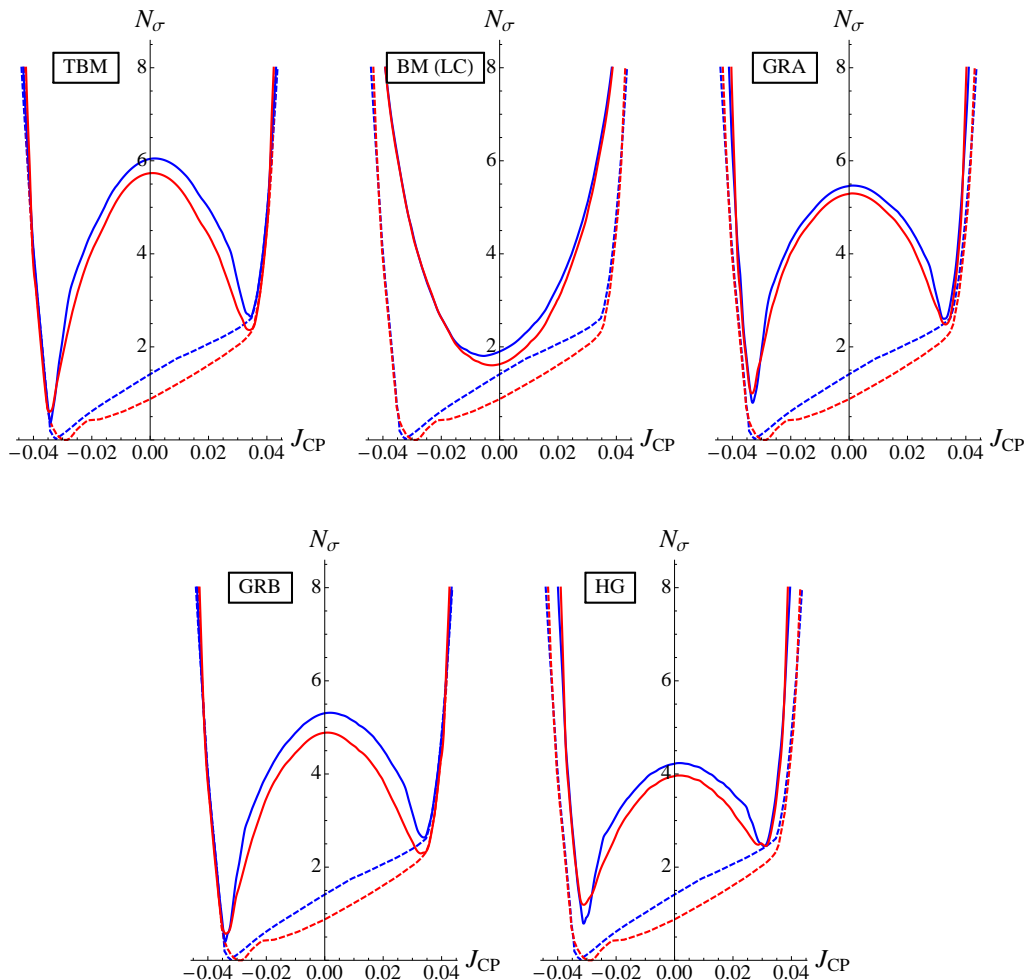 Nσ Nσ Nσ
TBM BM (LC) GRA
8 8 8
6 6 6
4 4 4
2 2 2
−0.04 −0.02 0.00 0.02 0.04 JCP −0.04 −0.02 0.00 0.02 0.04 JCP −0.04 −0.02 0.00 0.02 0.04 JCP
Nσ Nσ
GRB HG
8 8
6 6
4 4
2 2
−0.04 −0.02 0.00 0.02 0.04 JCP −0.04 −0.02 0.00 0.02 0.04 JCP